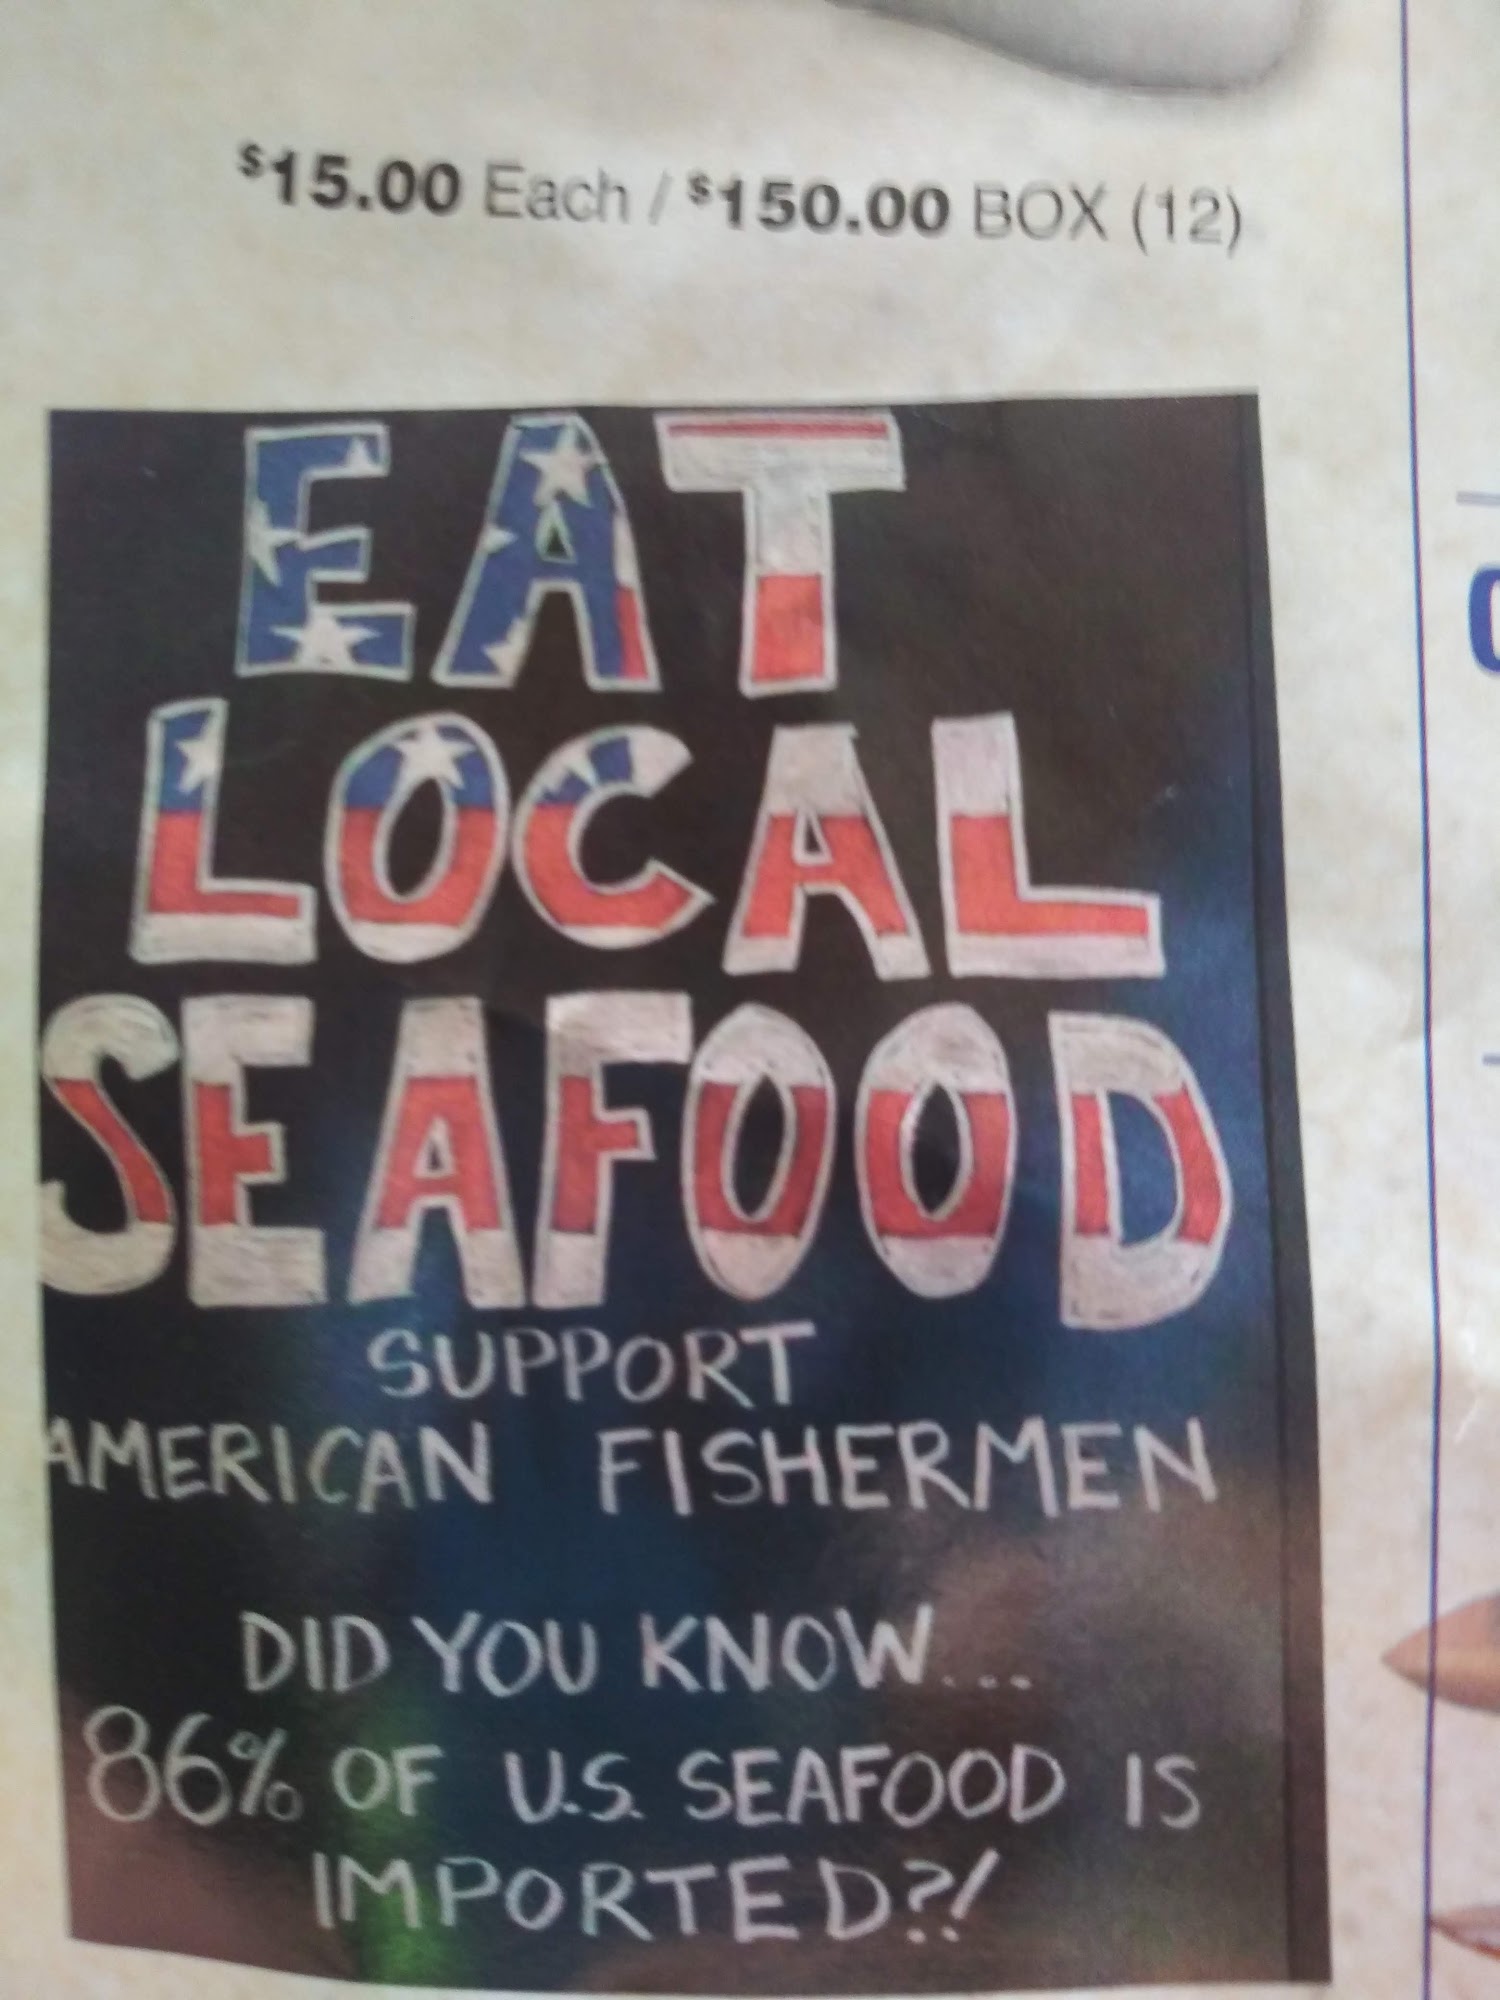 $15.00 Each / $150.00 BOX (12)
EAT
LOCAL
SEAFOOD
SUPPORT
AMERICAN FISHERMEN
DID YOU KNOW...
86% OF U.S. SEAFOOD IS
IMPORTED?!